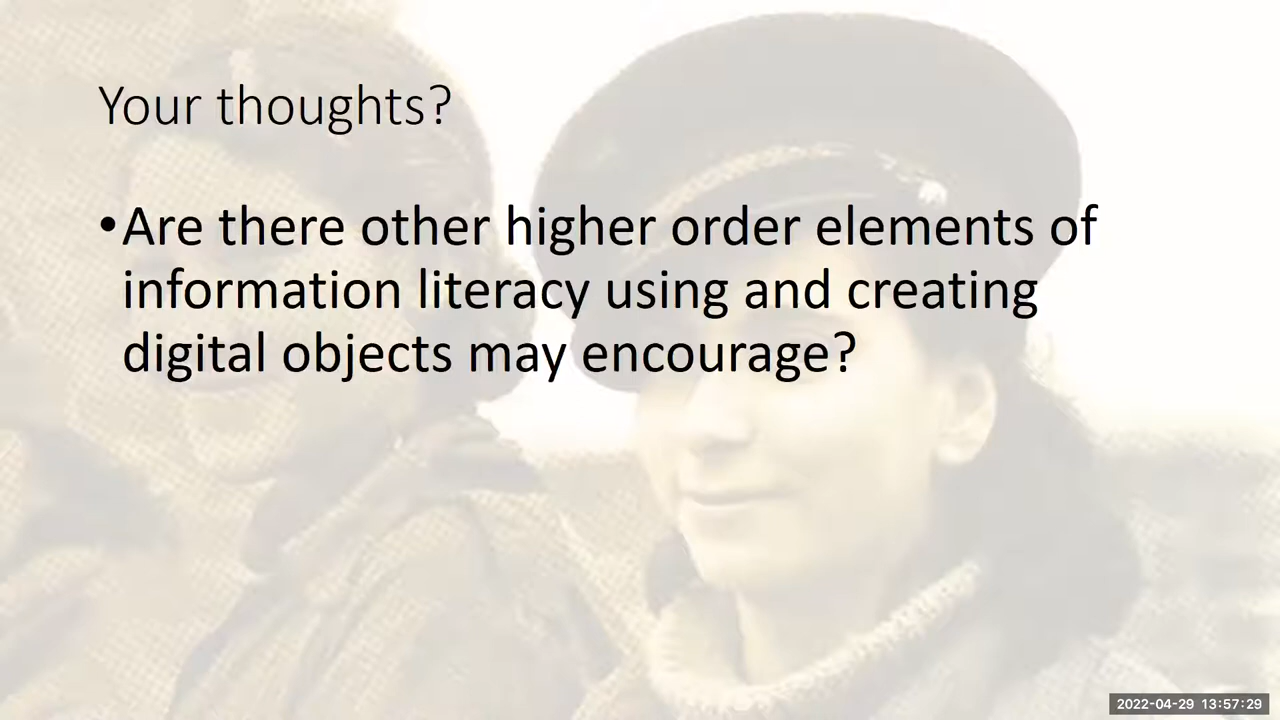 Your thoughts?
•Are there other higher order elements of
information literacy using and creating
digital objects may encourage?
2022-04-29 13:57:29